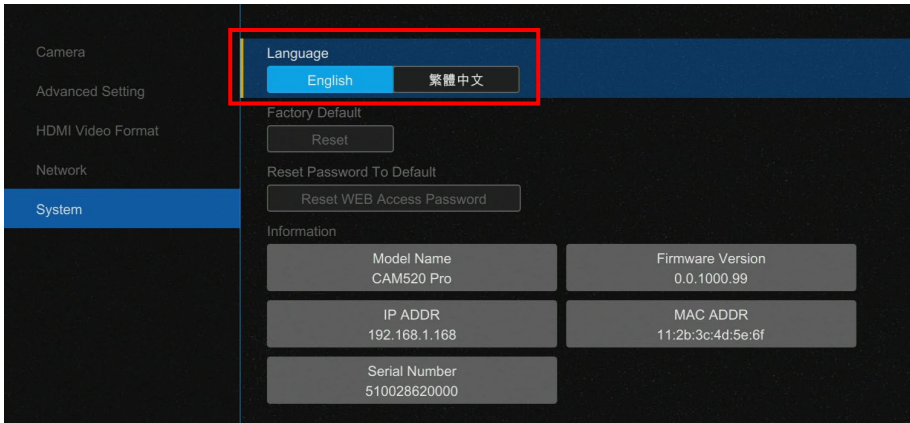 Camera
Advanced Setting
HDMI Video Format
Network
System
Language
English
繁體中文
Factory Default
Reset
Reset Password To Default
Reset WEB Access Password
Information
Model Name
CAM520 Pro
Firmware Version
0.0.1000.99
IP ADDR
192.168.1.168
MAC ADDR
11:2b:3c:4d:5e:6f
Serial Number
510028620000